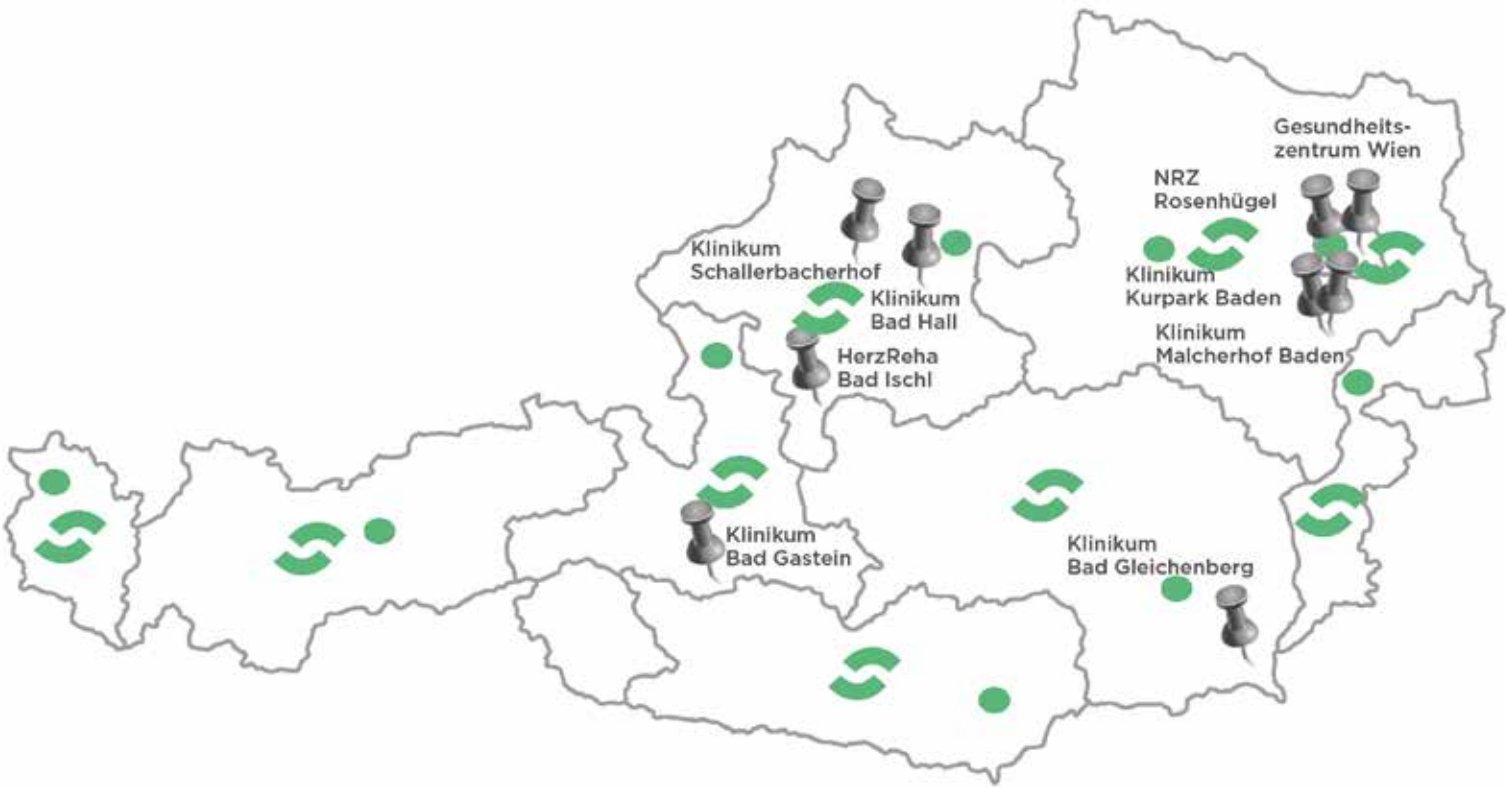 Gesundheits-
zentrum Wien
NRZ
Rosenhügel
Klinikum
Schallerbacherhof
Klinikum
Bad Hall
Klinikum
Kurpark Baden
Klinikum
Malcherhof Baden
HerzReha
Bad Ischl
Klinikum
Bad Gastein
Klinikum
Bad Gleichenberg